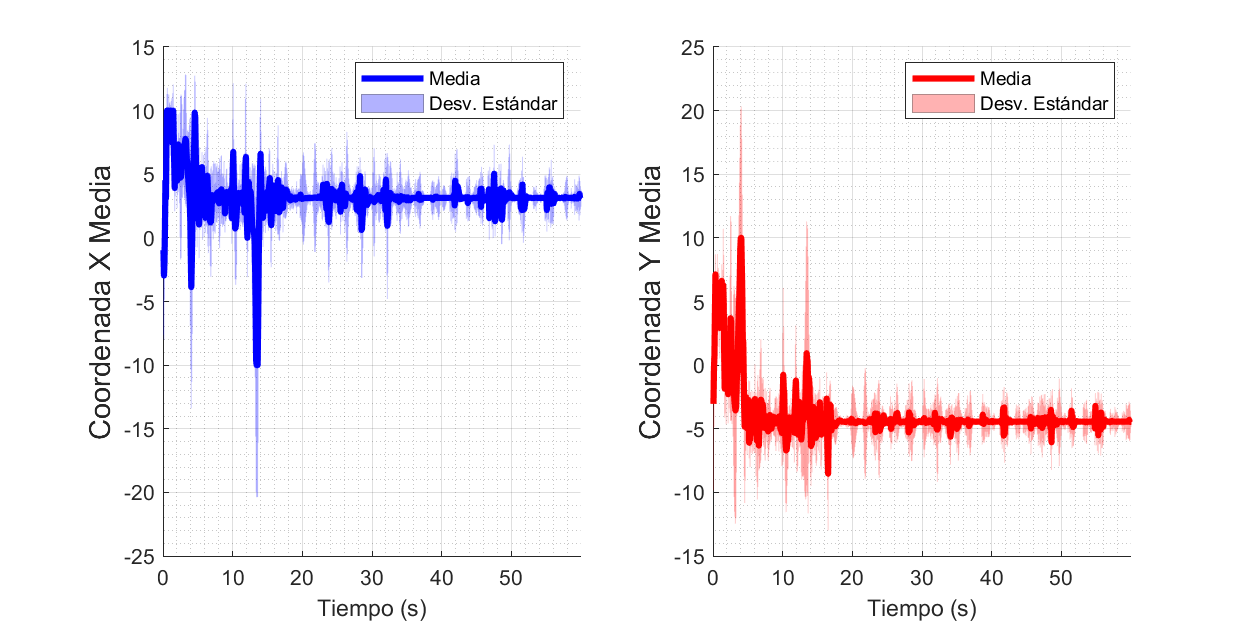 Coordenada X Media
15
10
5
0
-5
-10
-15
-20
-25
0 10 20 30 40 50
Tiempo (s)
Media
Desv. Estándar
Coordenada Y Media
25
20
15
10
5
0
-5
-10
-15
0 10 20 30 40 50
Tiempo (s)
Media
Desv. Estándar